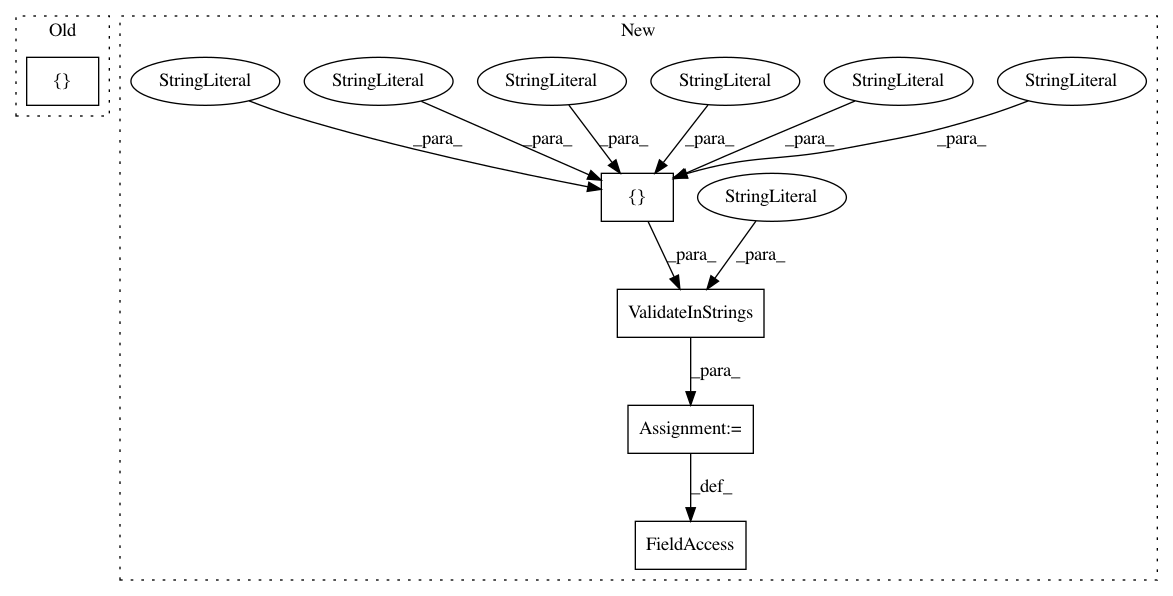 Old
New
{}
StringLiteral
StringLiteral
StringLiteral
StringLiteral
StringLiteral
StringLiteral
_para_
_para_
_para_
_para_
_para_
_para_
{}
StringLiteral
_para_
_para_
ValidateInStrings
_para_
Assignment:=
_def_
FieldAccess